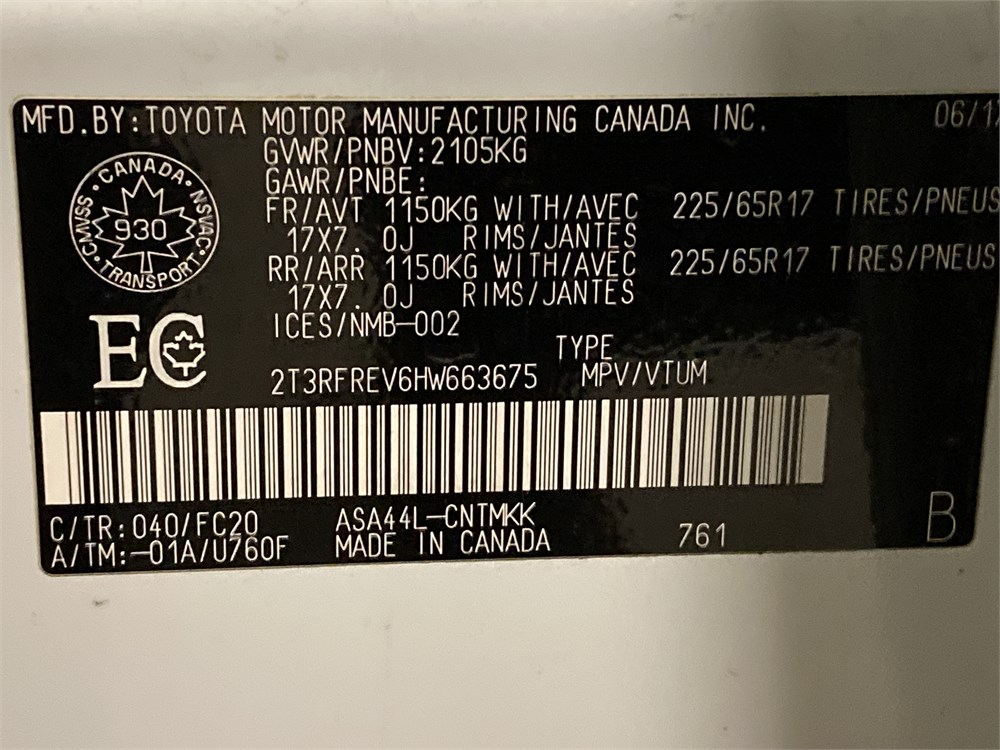 MFD.BY:TOYOTA MOTOR MANUFACTURING CANADA INC. 06/1
GVWR/PNBV:2105KG
GAWR/PNBE:
FR/AVT 1150KG WITH/AVEC 225/65R17 TIRES/PNEUS
17X7. 0J RIMS/JANTES
RR/ARR 1150KG WITH/AVEC 225/65R17 TIRES/PNEUS
17X7. 0J RIMS/JANTES
ICES/NMB-002
CANADA
CMVSS NSVAC
930
TRANSPORT
EC
TYPE
2T3RFREV6HW663675 MPV/VTUM
C/TR:040/FC20 ASA44L-CNTMKK
A/TM:-01A/U760F MADE IN CANADA 761
B